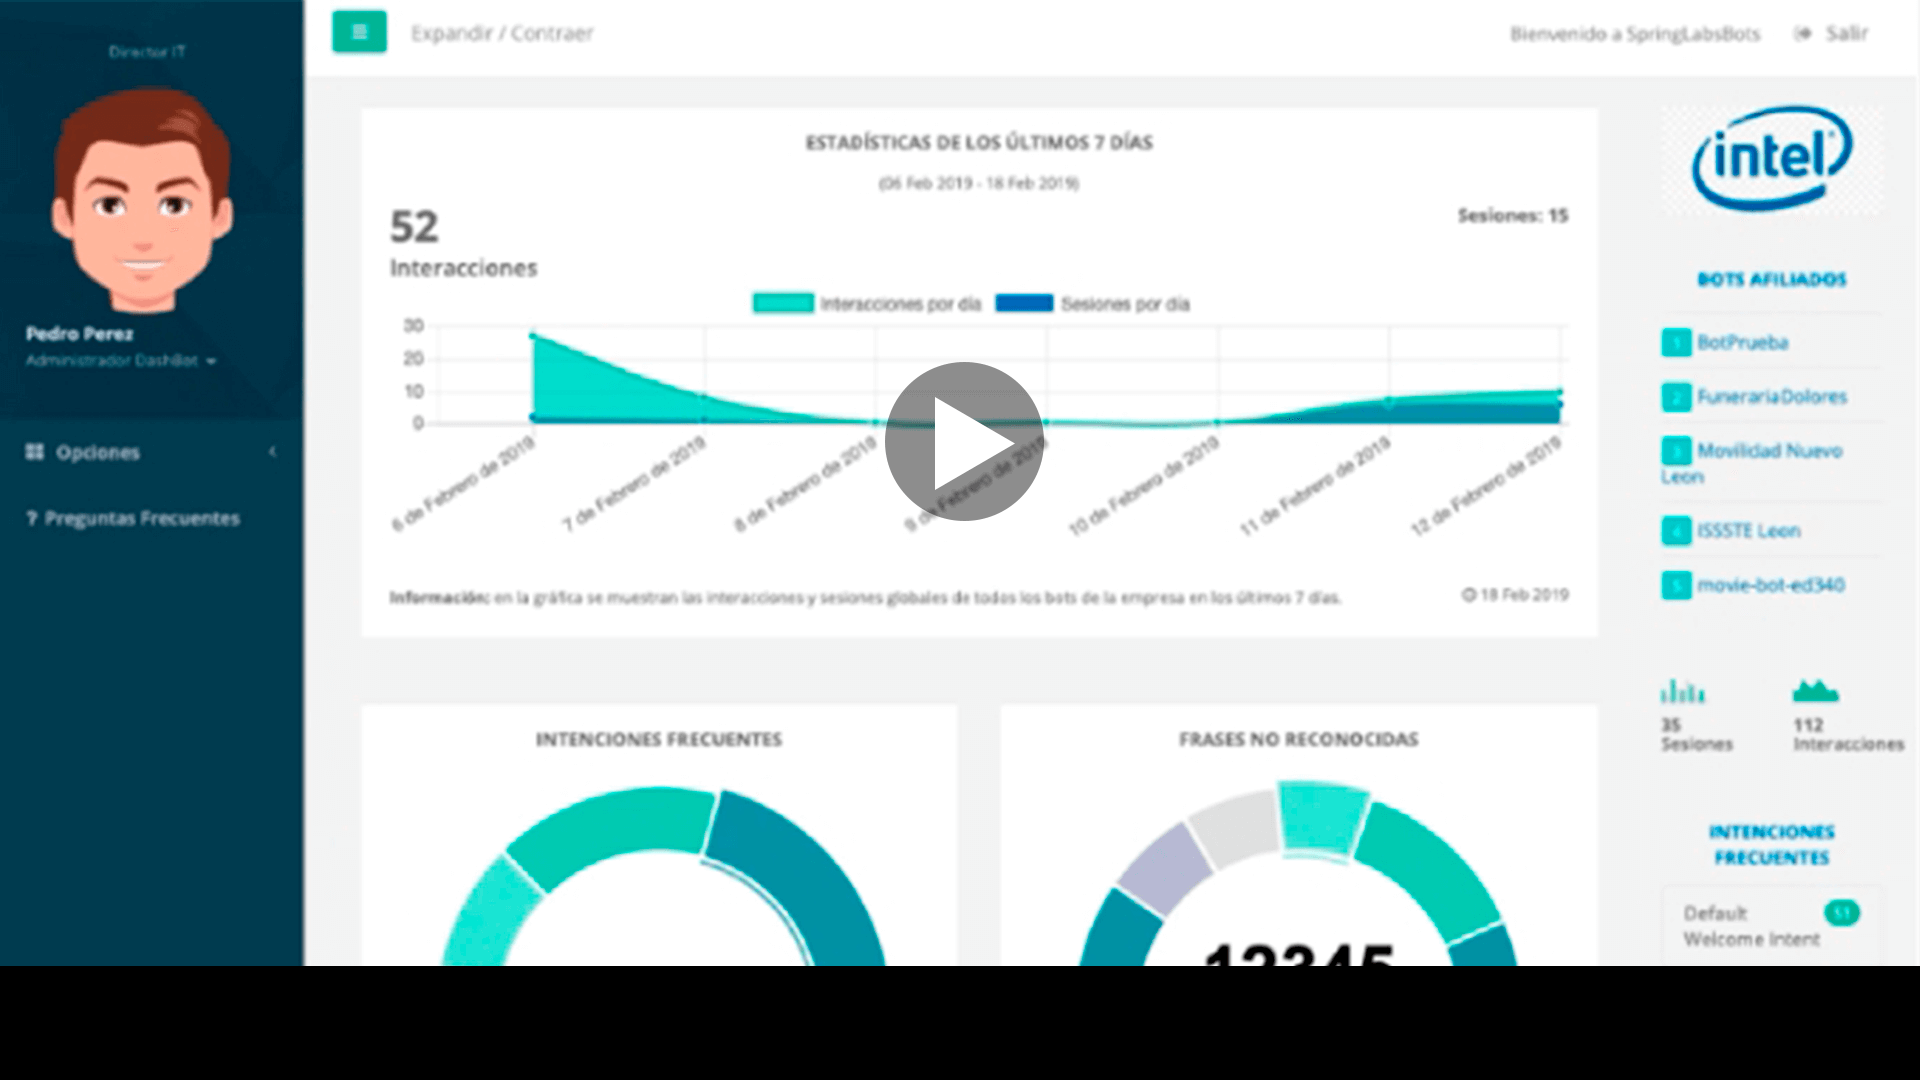 Director IT
Pedro Perez
Administrador DashBot
Opciones
? Preguntas Frecuentes
Expandir / Contraer
Bienvenido a SpringLabsBots
Salir
ESTADÍSTICAS DE LOS ÚLTIMOS 7 DÍAS
(06 Feb 2019 - 18 Feb 2019)
52
Interacciones
Sesiones: 15
Interacciones por día
Sesiones por día
30
20
10
0
6 de Febrero de 2019
7 de Febrero de 2019
8 de Febrero de 2019
9 de Febrero de 2019
10 de Febrero de 2019
11 de Febrero de 2019
12 de Febrero de 2019
Información: en la gráfica se muestran las interacciones y sesiones globales de todos los bots de la empresa en los últimos 7 días.
18 Feb 2019
INTENCIONES FRECUENTES
FRASES NO RECONOCIDAS
12345
intel
BOTS AFILIADOS
1 BotPrueba
2 FunerariaDolores
3 Movilidad Nuevo
Leon
4 ISSSTE Leon
5 movie-bot-ed340
35
Sesiones
112
Interacciones
INTENCIONES
FRECUENTES
Default
Welcome Intent
51